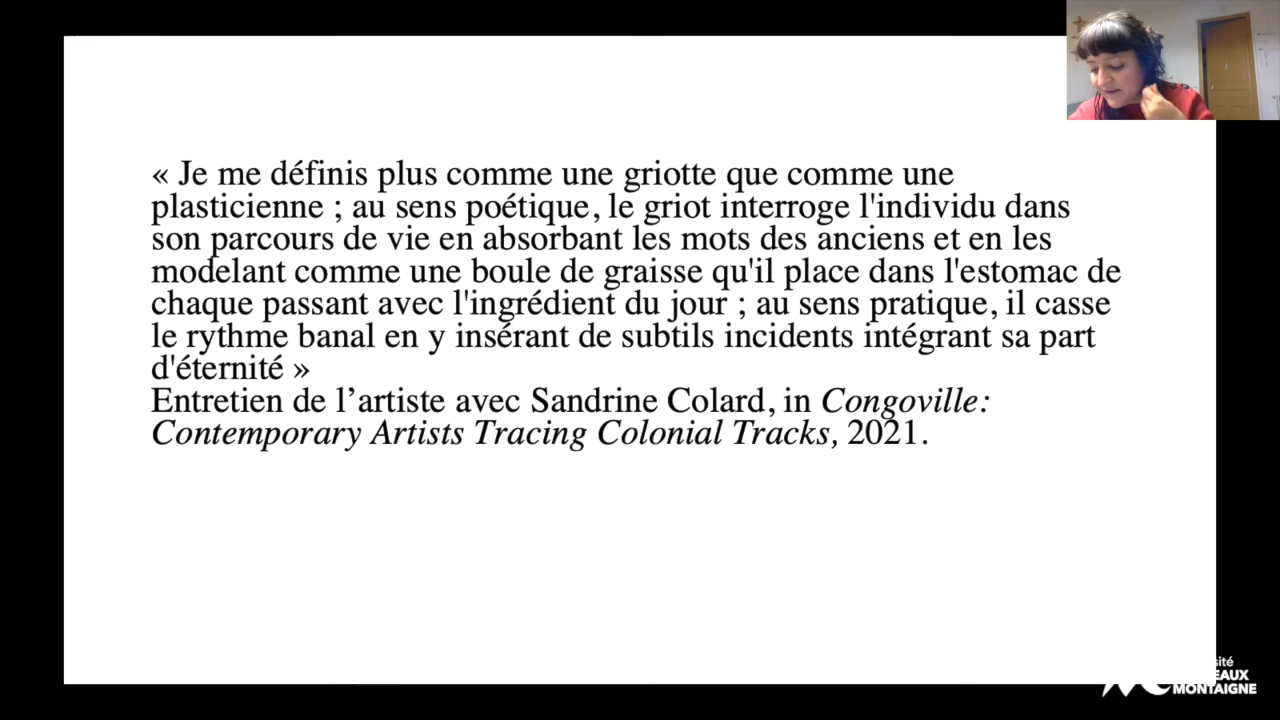 « Je me définis plus comme une griotte que comme une
plasticienne ; au sens poétique, le griot interroge l'individu dans
son parcours de vie en absorbant les mots des anciens et en les
modelant comme une boule de graisse qu'il place dans l'estomac de
chaque passant avec l'ingrédient du jour ; au sens pratique, il casse
le rythme banal en y insérant de subtils incidents intégrant sa part
d'éternité »
Entretien de l’artiste avec Sandrine Colard, in Congoville:
Contemporary Artists Tracing Colonial Tracks, 2021.
MONTAIGNE